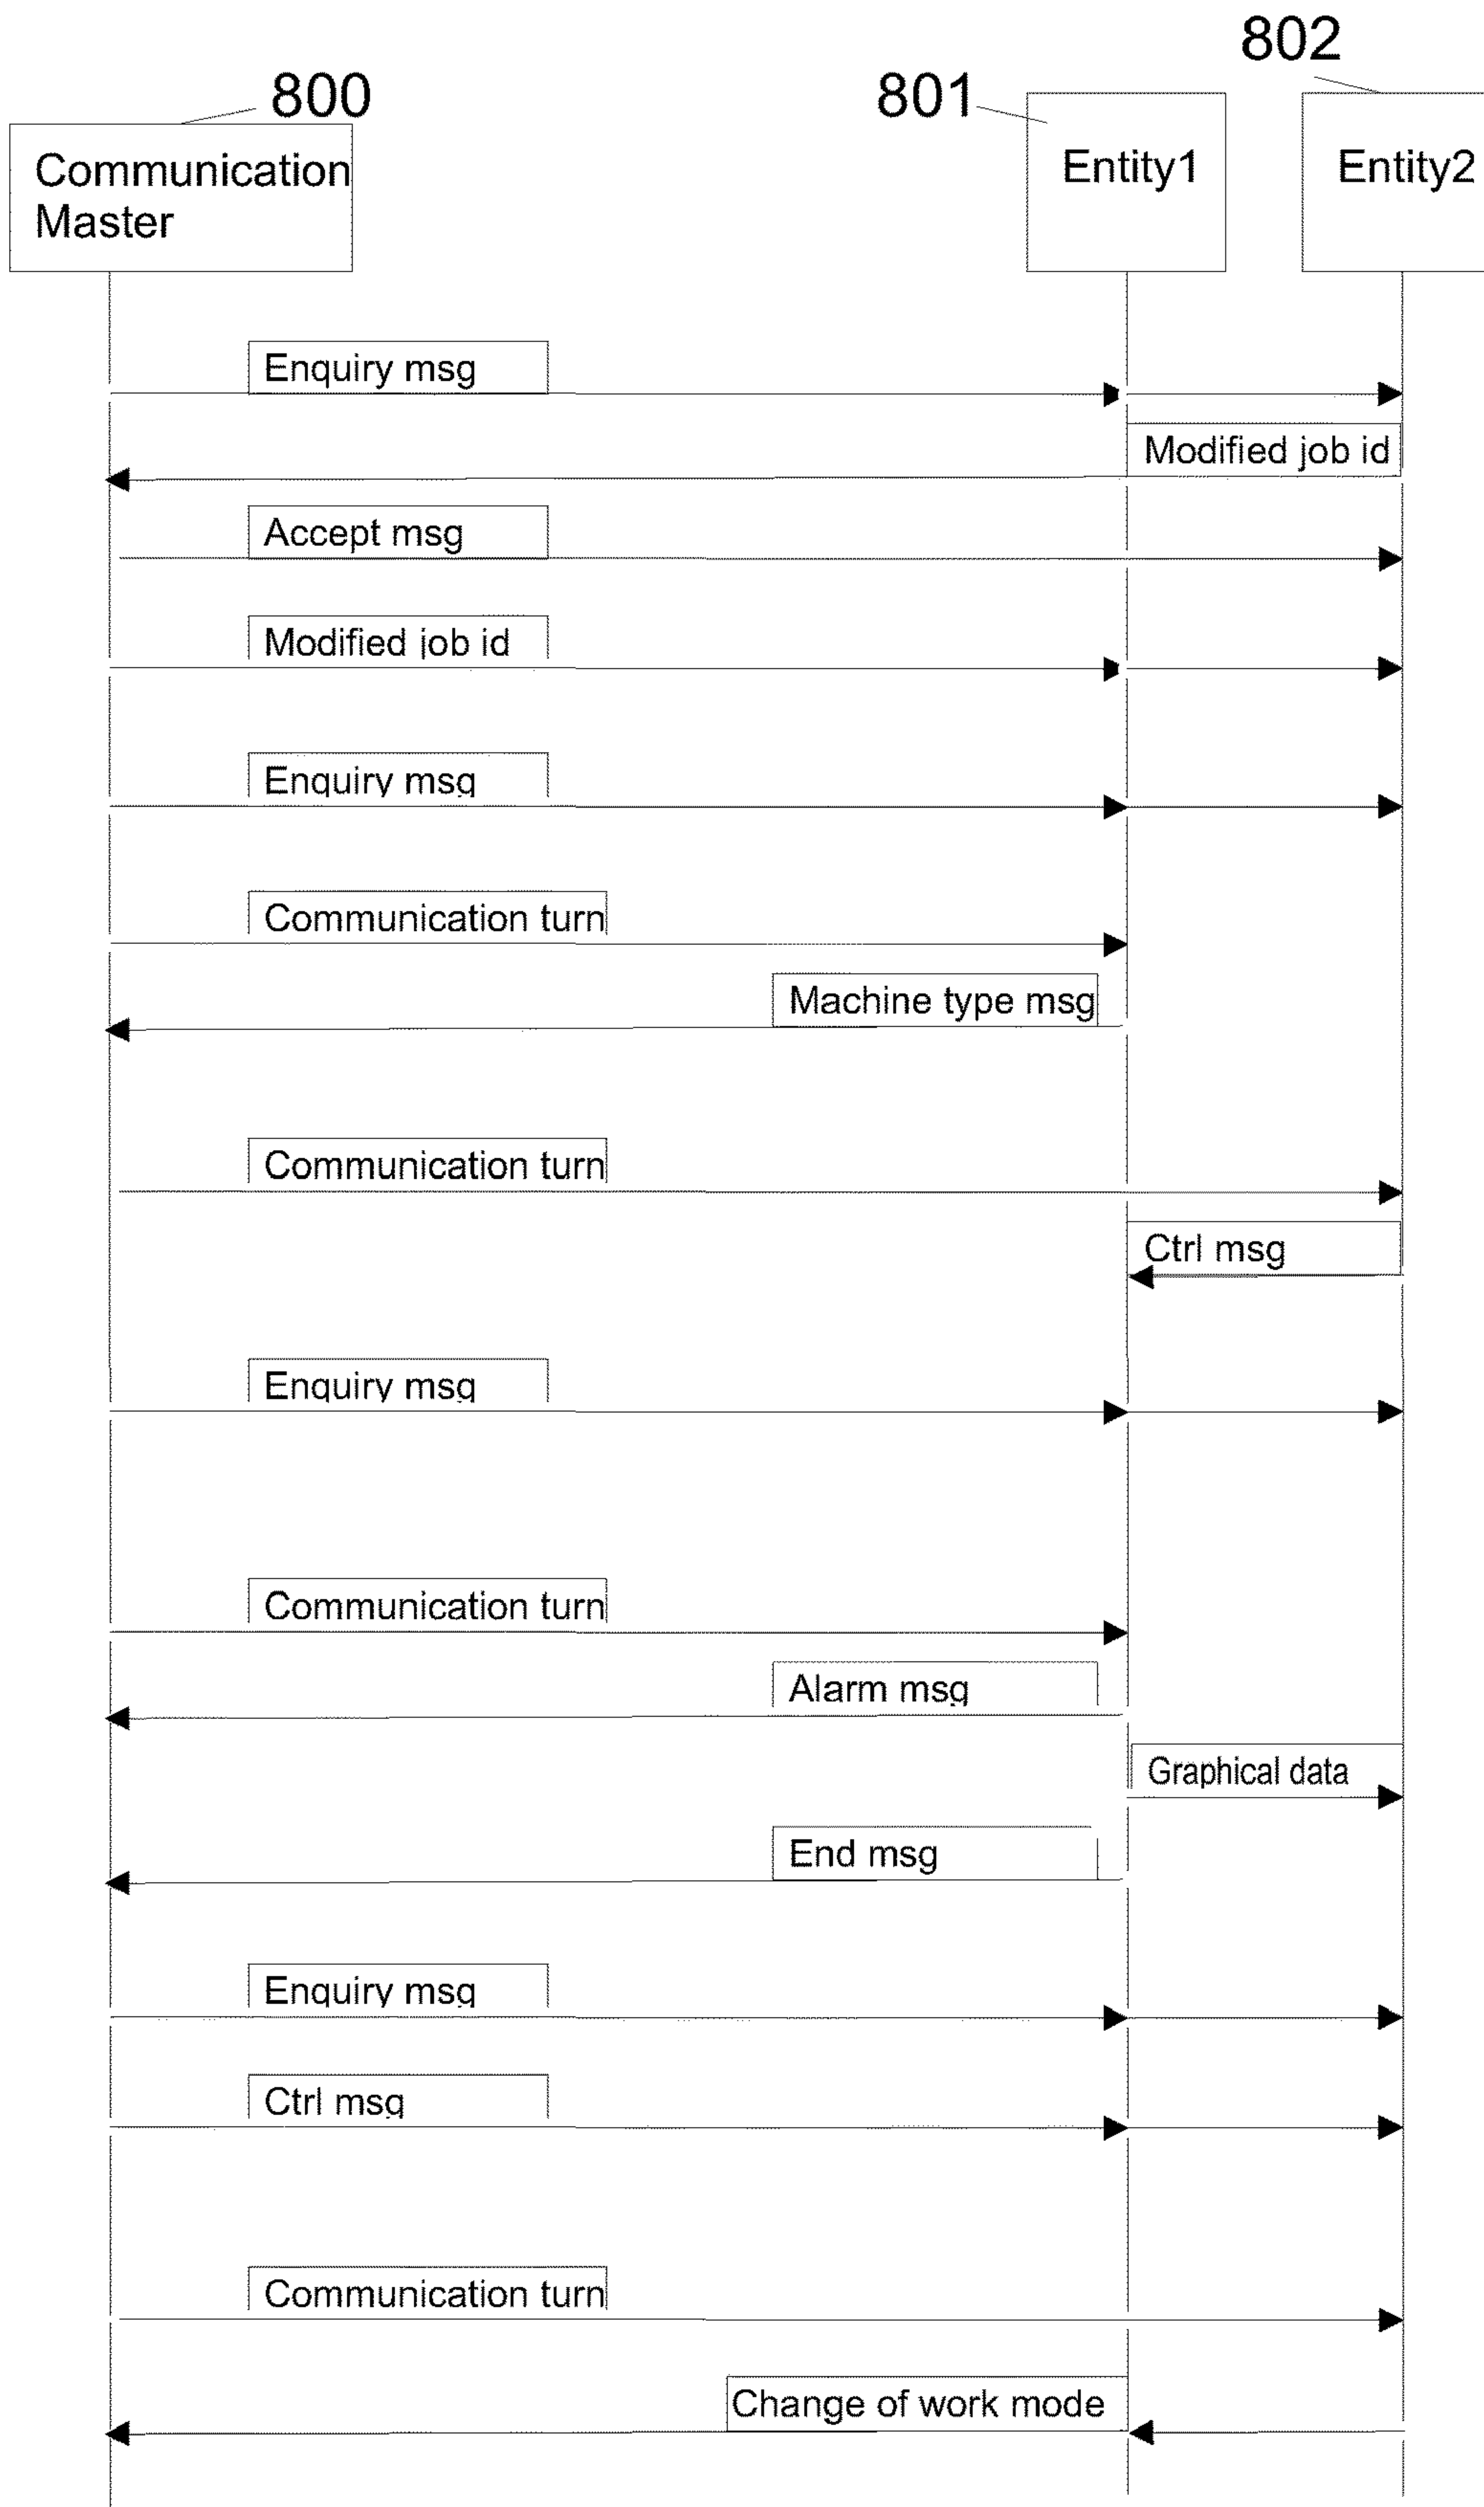 802
800
801
Communication
Master
Entity1
Entity2
Enquiry msg
Modified job id
Accept msg
Modified job id
Enquiry msg
Communication turn
Machine type msg
Communication turn
Ctrl msg
Enquiry msg
Communication turn
Alarm msg
Graphical data
End msg
Enquiry msg
Ctrl msg
Communication turn
Change of work mode